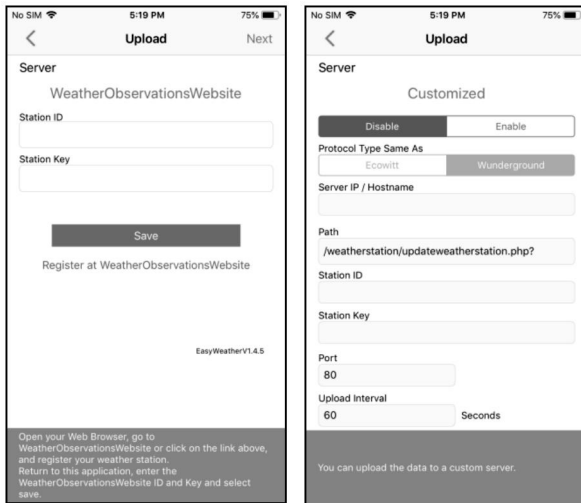 No SIM 5:19 PM 75%
Upload Next
Server
WeatherObservationsWebsite
Station ID
Station Key
Save
Register at WeatherObservationsWebsite
EasyWeatherV1.4.5
Open your Web Browser, go to
WeatherObservationsWebsite or click on the link above,
and register your weather station.
Return to this application, enter the
WeatherObservationsWebsite ID and Key and select
save.
No SIM 5:19 PM 75%
Upload
Server
Customized
Disable Enable
Protocol Type Same As
Ecowitt Wunderground
Server IP / Hostname
Path
/weatherstation/updateweatherstation.php?
Station ID
Station Key
Port
80
Upload Interval
60 Seconds
You can upload the data to a custom server.